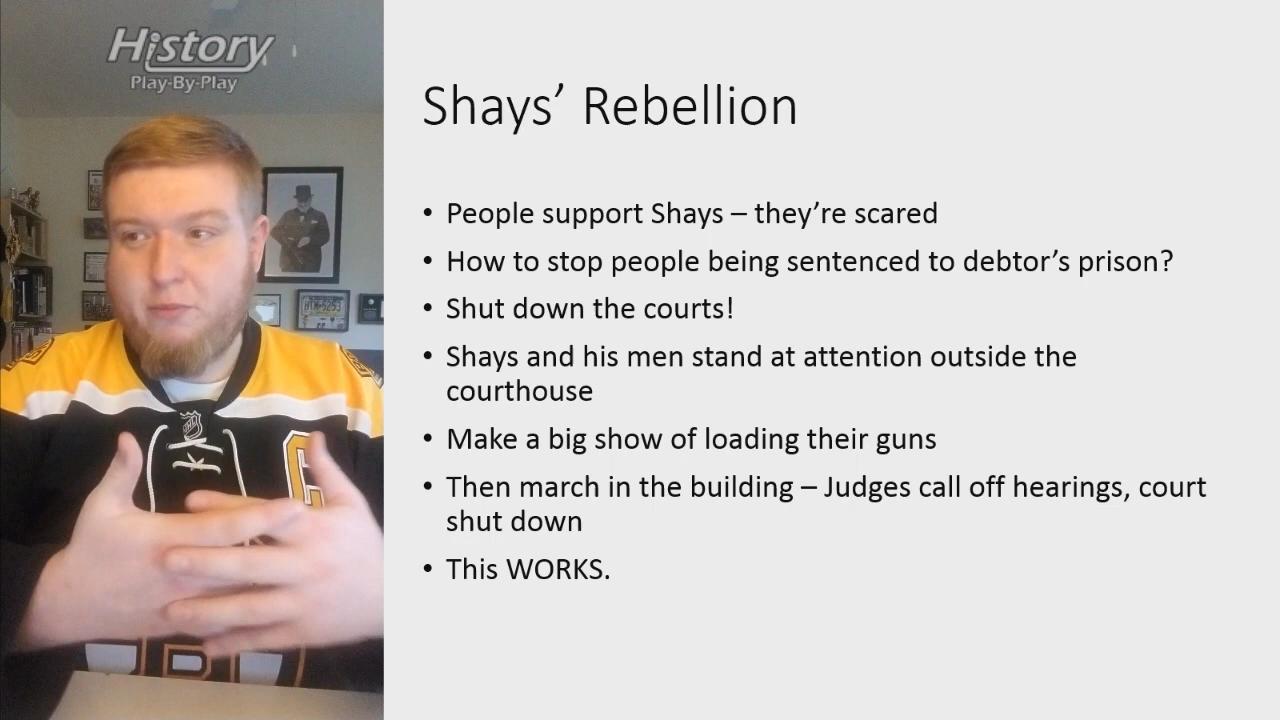 History
Play-By-Play
Shays’ Rebellion
• People support Shays – they’re scared
• How to stop people being sentenced to debtor’s prison?
• Shut down the courts!
• Shays and his men stand at attention outside the
courthouse
• Make a big show of loading their guns
• Then march in the building – Judges call off hearings, court
shut down
• This WORKS.
NHL
C
B